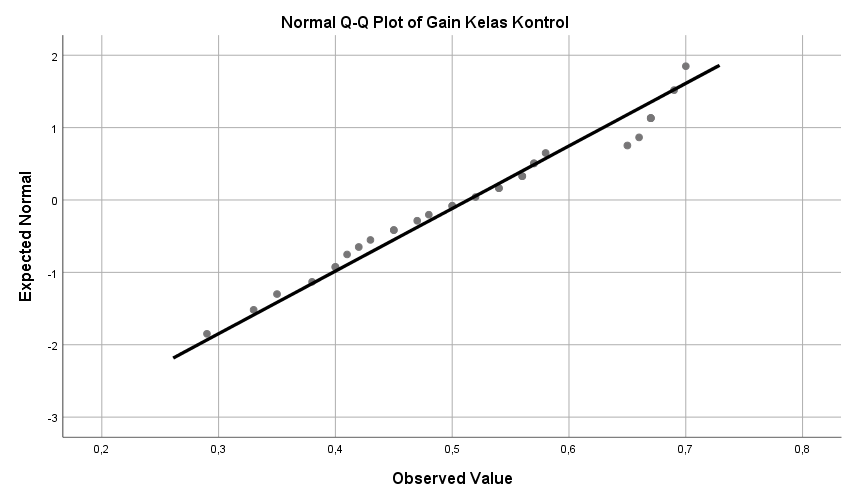 Normal Q-Q Plot of Gain Kelas Kontrol
Expected Normal
2
1
0
-1
-2
-3
0,2 0,3 0,4 0,5 0,6 0,7 0,8
Observed Value